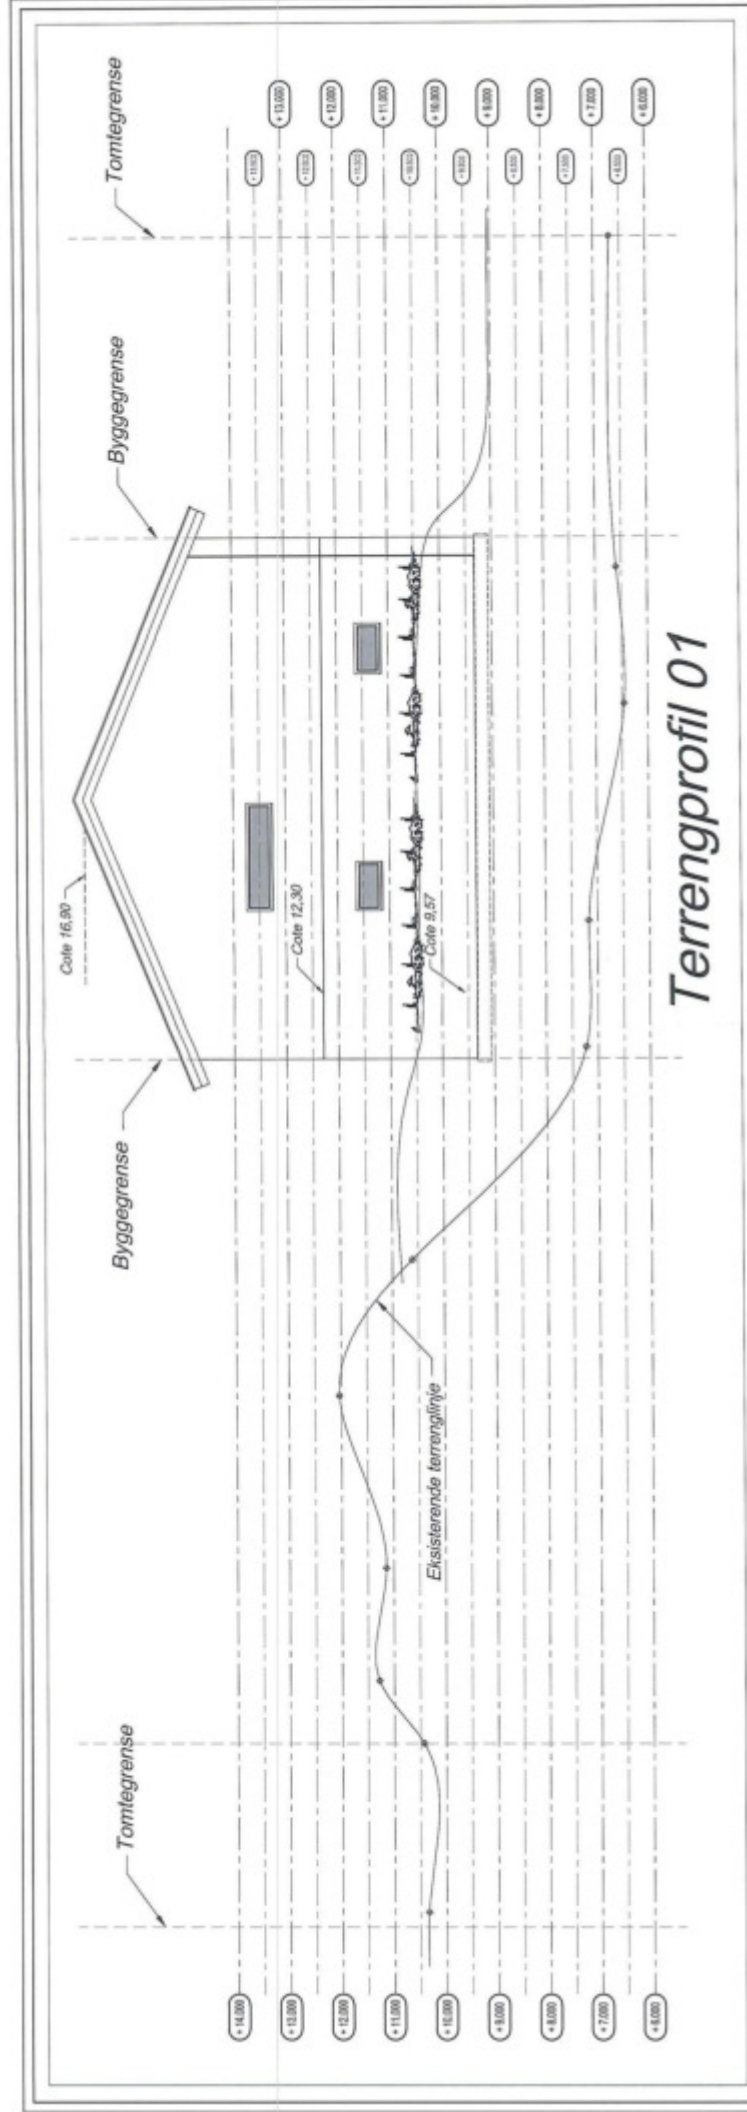 Tomtegrense
Byggegrense
Byggegrense
Tomtegrense
Cote 16,90
Cote 12,30
Cote 9,57
Eksisterende terrenglinje
+ 14.000
+ 13.000
+ 12.000
+ 11.000
+ 10.000
+ 9.000
+ 8.000
+ 7.000
+ 6.000
+ 13.000
+ 12.000
+ 11.000
+ 10.000
+ 9.000
+ 8.000
+ 7.000
+ 6.000
Terrengprofil 01